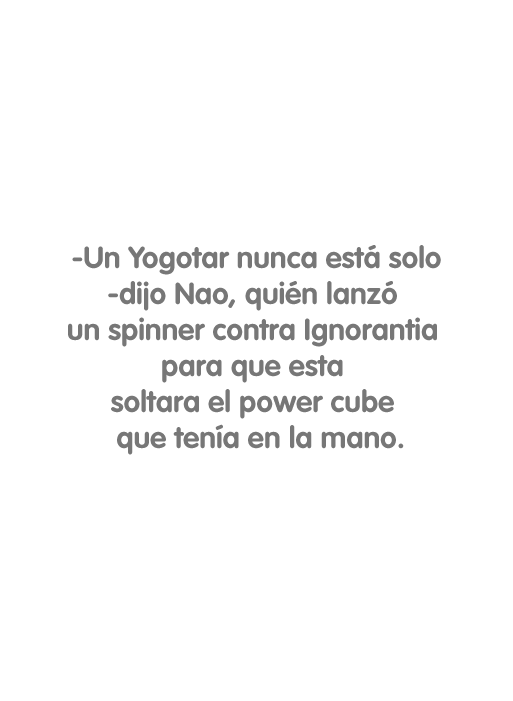 -Un Yogotar nunca está solo
-dijo Nao, quién lanzó
un spinner contra Ignorantia
para que esta
soltara el power cube
que tenía en la mano.